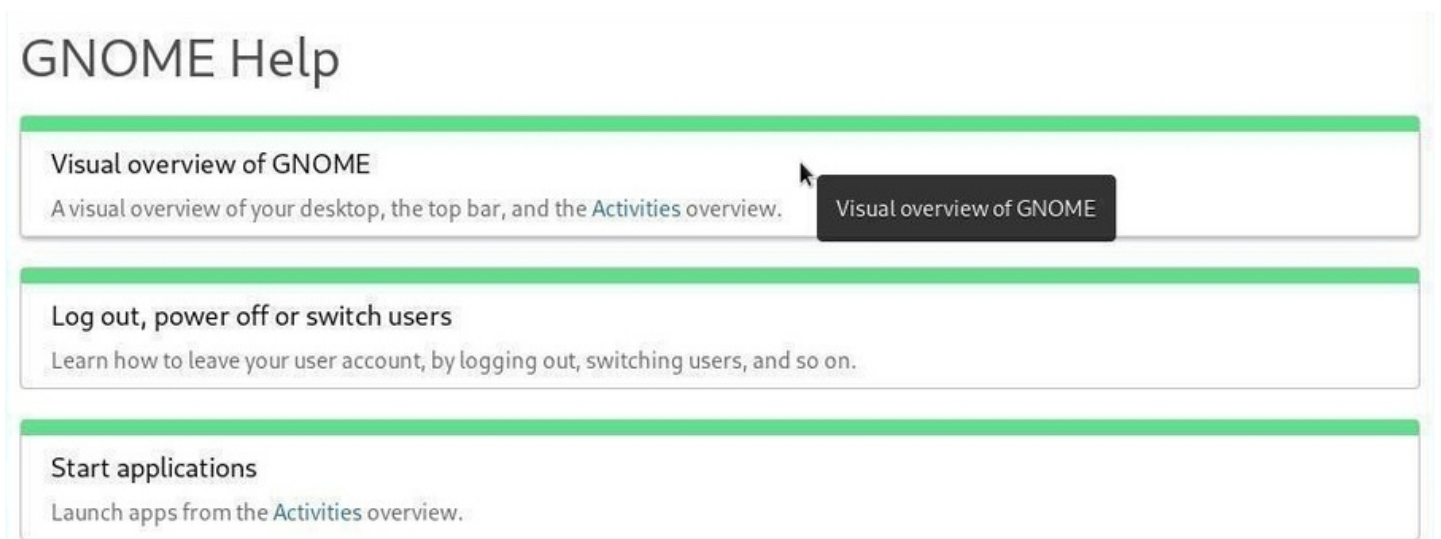 GNOME Help
Visual overview of GNOME
A visual overview of your desktop, the top bar, and the Activities overview.
Visual overview of GNOME
Log out, power off or switch users
Learn how to leave your user account, by logging out, switching users, and so on.
Start applications
Launch apps from the Activities overview.